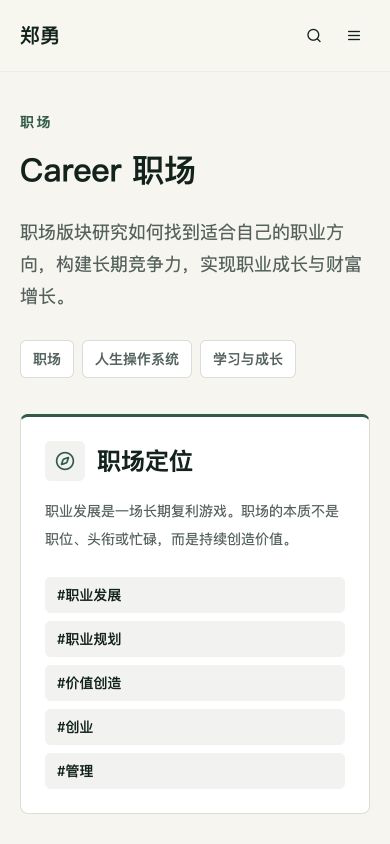 郑勇
职场
Career 职场
职场版块研究如何找到适合自己的职业方
向，构建长期竞争力，实现职业成长与财富
增长。
职场
人生操作系统
学习与成长
职场定位
职业发展是一场长期复利游戏。职场的本质不是
职位、头衔或忙碌，而是持续创造价值。
#职业发展
#职业规划
#价值创造
#创业
#管理